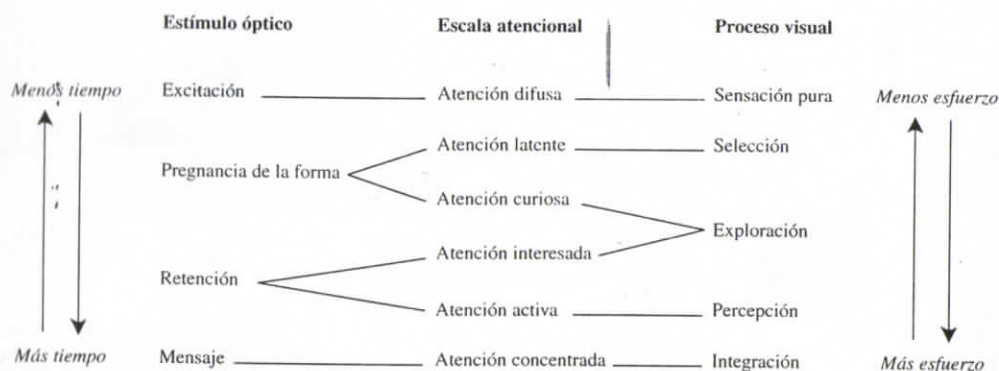 Estímulo óptico Escala atencional Proceso visual
Menos tiempo Excitación Atención difusa Sensación pura Menos esfuerzo
Atención latente Selección
Pregnancia de la forma
Atención curiosa
Exploración
Atención interesada
Retención
Atención activa Percepción
Más tiempo Mensaje Atención concentrada Integración Más esfuerzo